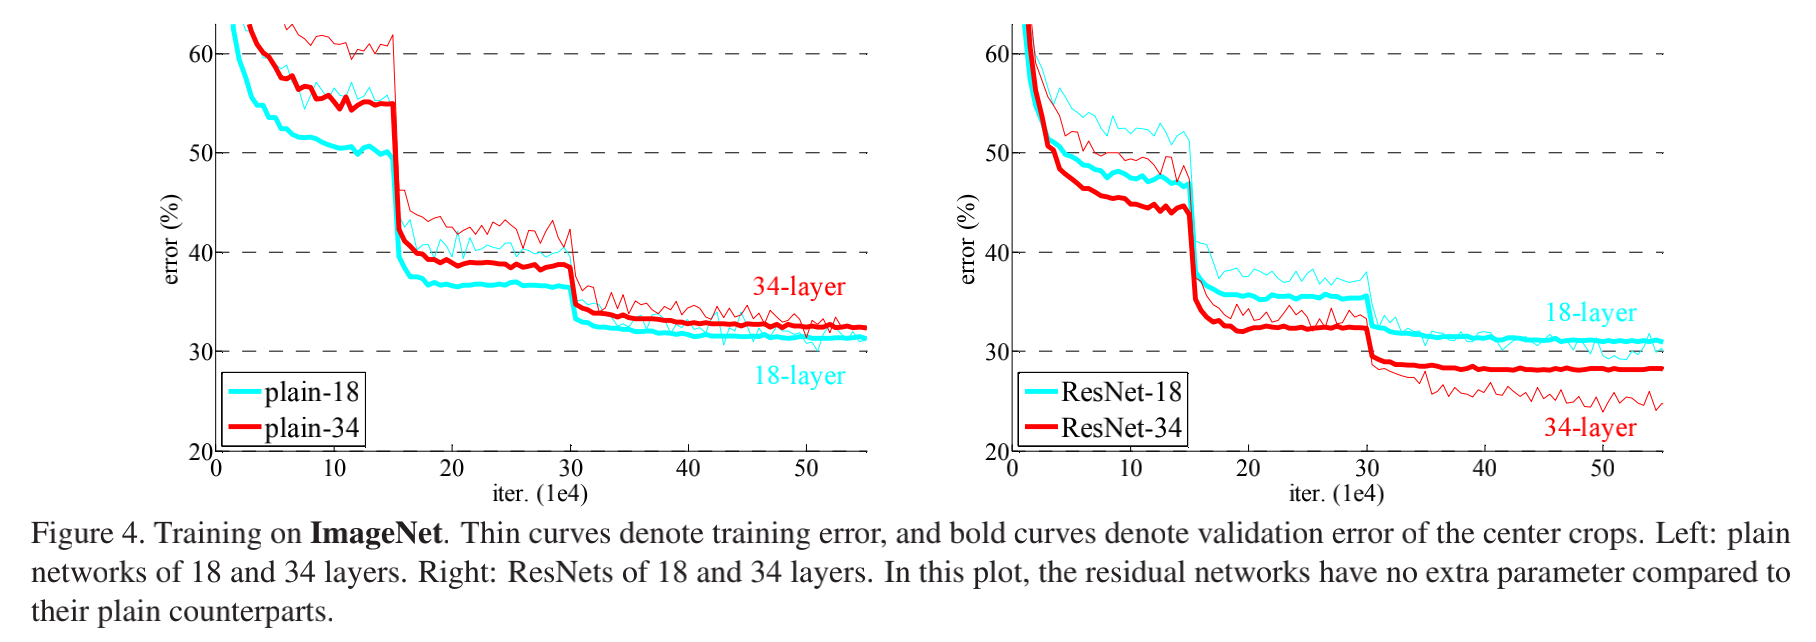 60
50
40
30
20
error (%)
34-layer
18-layer
plain-18
plain-34
0 10 20 30 40 50
iter. (1e4)
60
50
40
30
20
error (%)
18-layer
34-layer
ResNet-18
ResNet-34
0 10 20 30 40 50
iter. (1e4)
Figure 4. Training on ImageNet. Thin curves denote training error, and bold curves denote validation error of the center crops. Left: plain
networks of 18 and 34 layers. Right: ResNets of 18 and 34 layers. In this plot, the residual networks have no extra parameter compared to
their plain counterparts.